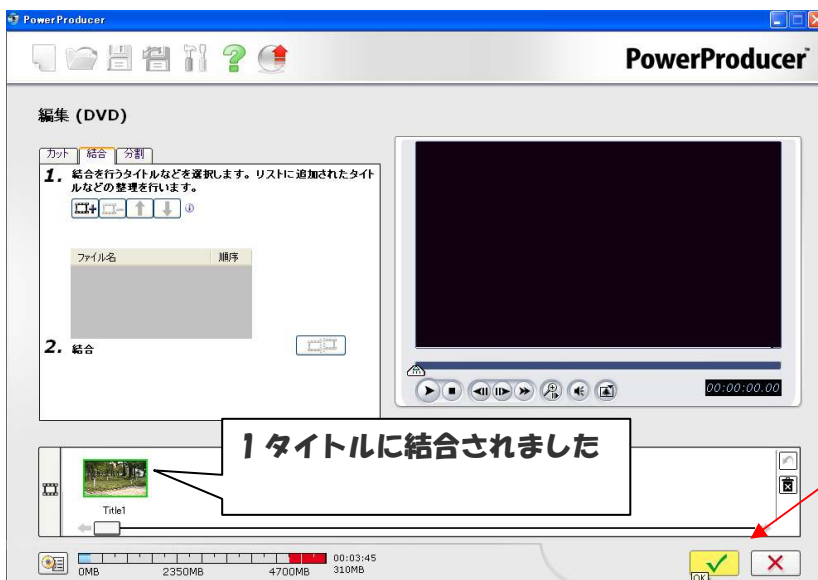 PowerProducer
PowerProducer
編集 (DVD)
カット 結合 分割
1. 結合を行うタイトルなどを選択します。リストに追加されたタイト
ルなどの整理を行います。
ファイル名 順序
2. 結合
00:00:00.00
1タイトルに結合されました
Title1
00:03:45
0MB 2350MB 4700MB 310MB
OK